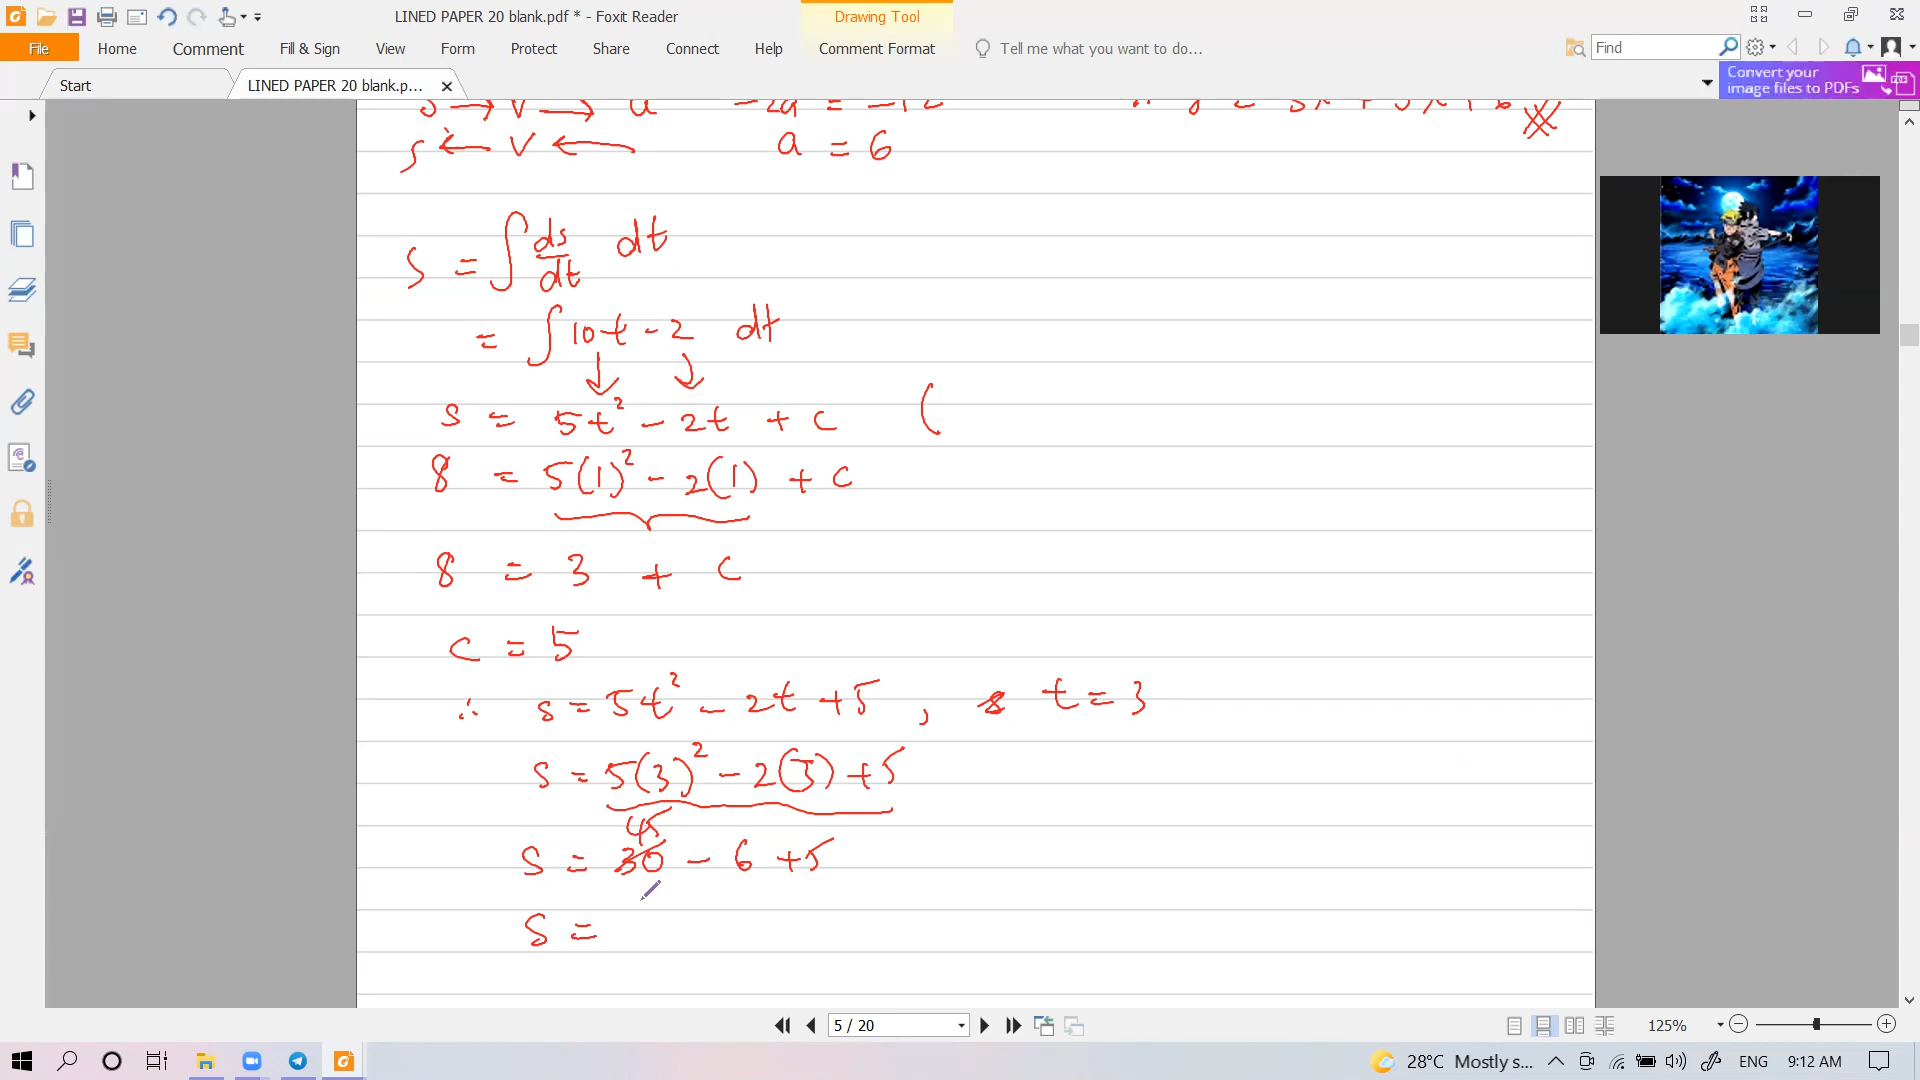 LINED PAPER 20 blank.pdf * - Foxit Reader
Drawing Tool
File Home Comment Fill & Sign View Form Protect Share Connect Help Comment Format Tell me what you want to do... Find
Start LINED PAPER 20 blank.p...
Convert your
image files to PDFs
s → v → a -2a = -12
s ← v ← a = 6
s = ∫ ds/dt dt
= ∫ 10t - 2 dt
s = 5t² - 2t + c (
8 = 5(1)² - 2(1) + c
8 = 3 + c
c = 5
∴ s = 5t² - 2t + 5 , t = 3
s = 5(3)² - 2(3) + 5
45
s = 30 - 6 + 5
s =
5 / 20
125%
28°C Mostly s... ENG 9:12 AM